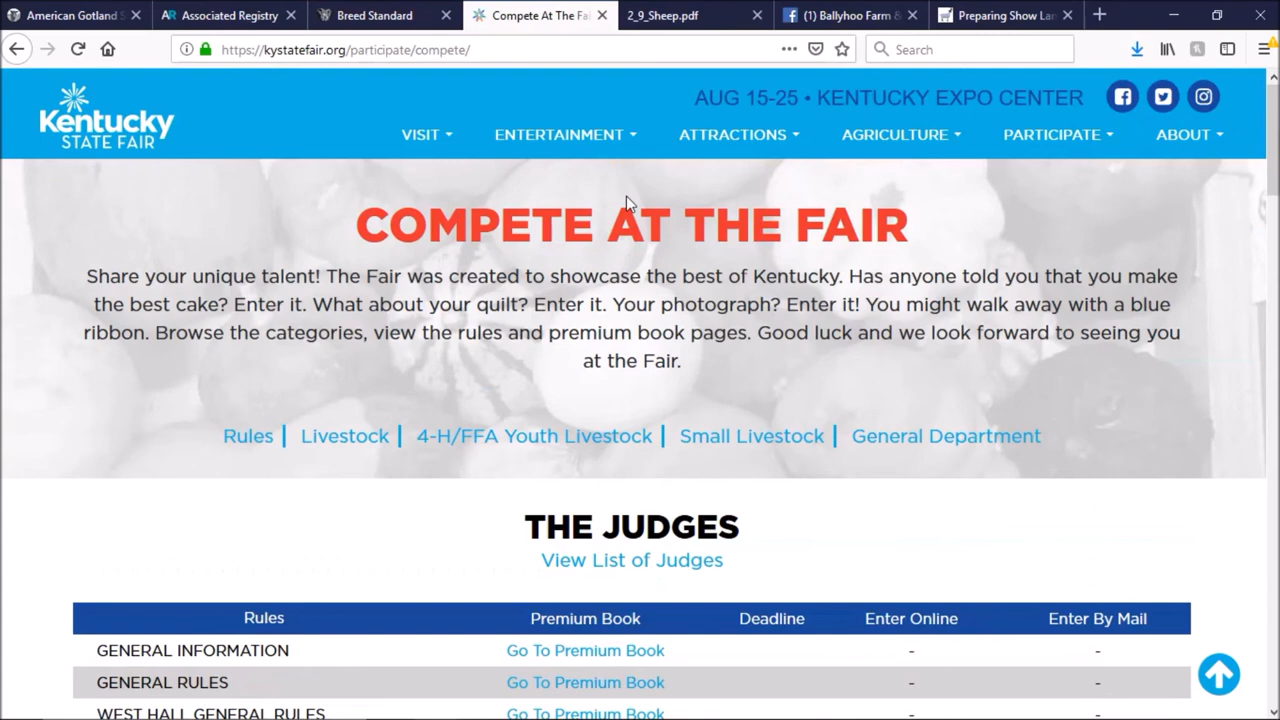 American Gotland S
Associated Registry
Breed Standard
Compete At The Fai
2_9_Sheep.pdf
(1) Ballyhoo Farm &
Preparing Show Lam
https://kystatefair.org/participate/compete/
Search
Kentucky
STATE FAIR
AUG 15-25 • KENTUCKY EXPO CENTER
VISIT
ENTERTAINMENT
ATTRACTIONS
AGRICULTURE
PARTICIPATE
ABOUT
COMPETE AT THE FAIR
Share your unique talent! The Fair was created to showcase the best of Kentucky. Has anyone told you that you make
the best cake? Enter it. What about your quilt? Enter it. Your photograph? Enter it! You might walk away with a blue
ribbon. Browse the categories, view the rules and premium book pages. Good luck and we look forward to seeing you
at the Fair.
Rules | Livestock | 4-H/FFA Youth Livestock | Small Livestock | General Department
THE JUDGES
View List of Judges
Rules Premium Book Deadline Enter Online Enter By Mail
GENERAL INFORMATION Go To Premium Book - -
GENERAL RULES Go To Premium Book - -
WEST HALL GENERAL RULES Go To Premium Book - -